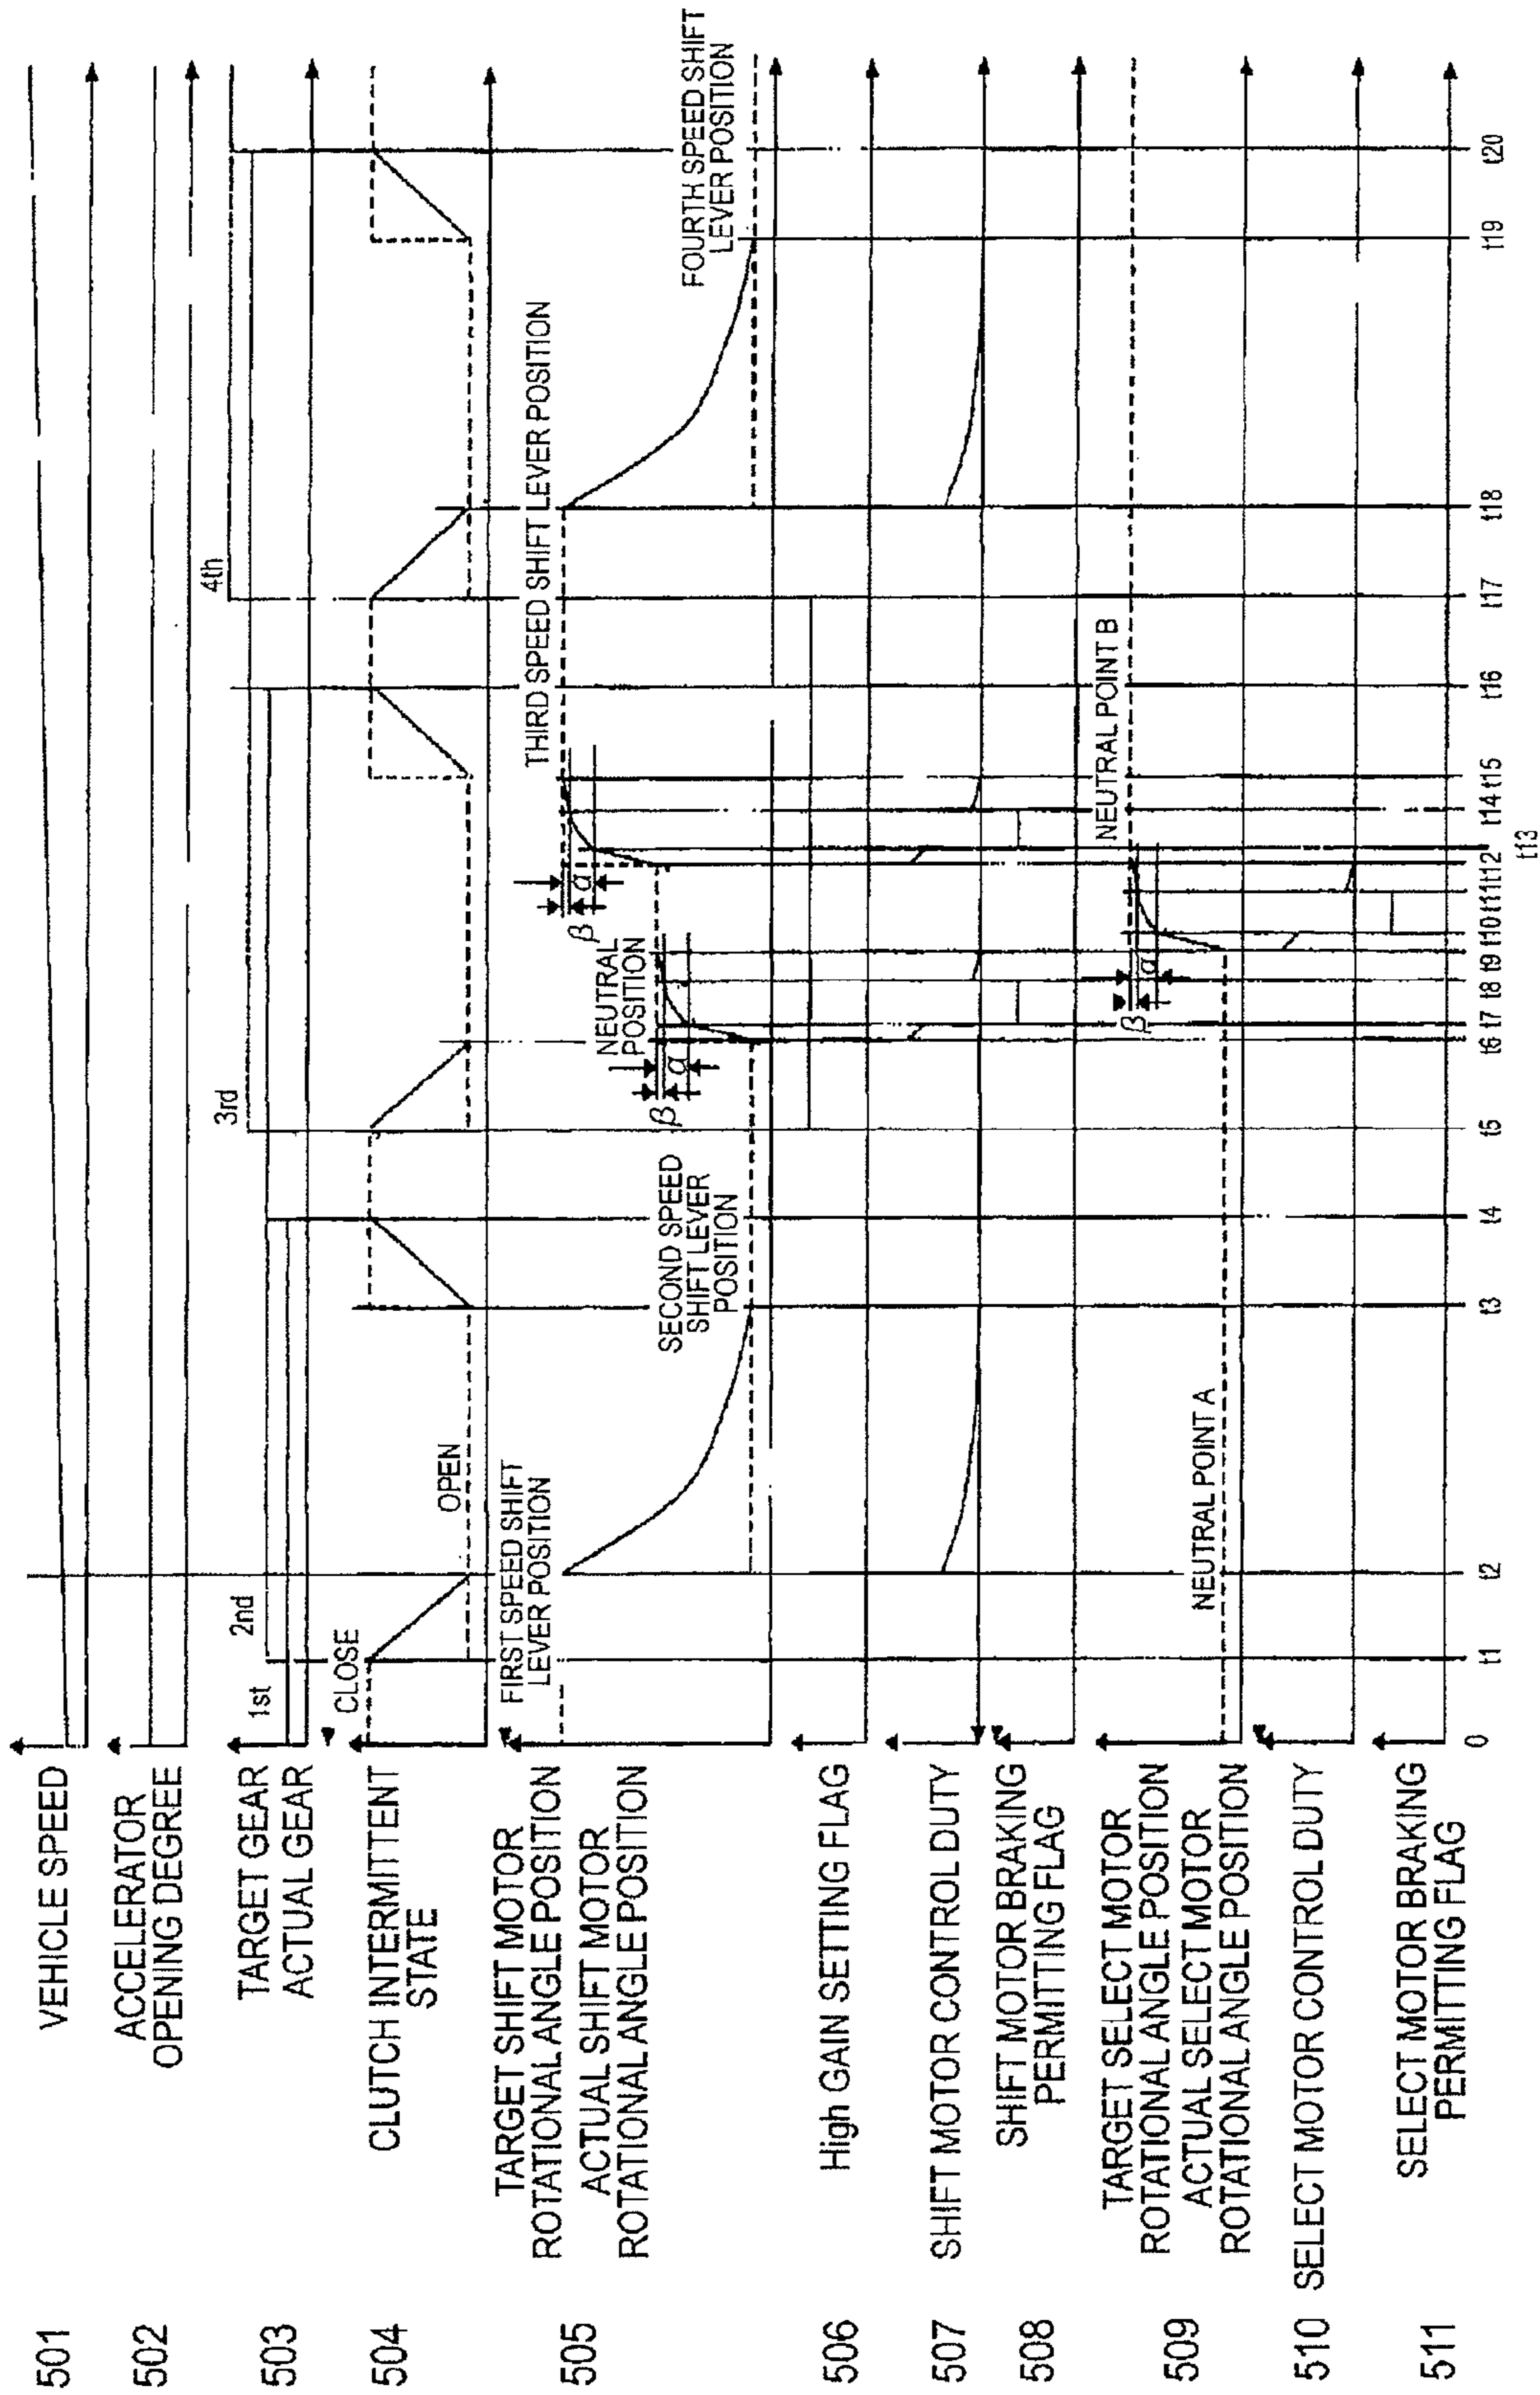 501 VEHICLE SPEED
502 ACCELERATOR
OPENING DEGREE
503 TARGET GEAR
ACTUAL GEAR
1st
2nd
3rd
4th
504 CLUTCH INTERMITTENT
STATE
CLOSE
OPEN
505 TARGET SHIFT MOTOR
ROTATIONAL ANGLE POSITION
ACTUAL SHIFT MOTOR
ROTATIONAL ANGLE POSITION
FIRST SPEED SHIFT
LEVER POSITION
SECOND SPEED
SHIFT LEVER
POSITION
NEUTRAL
POSITION
β
α
β
α
THIRD SPEED SHIFT LEVER POSITION
FOURTH SPEED SHIFT
LEVER POSITION
506 High GAIN SETTING FLAG
507 SHIFT MOTOR CONTROL DUTY
508 SHIFT MOTOR BRAKING
PERMITTING FLAG
509 TARGET SELECT MOTOR
ROTATIONAL ANGLE POSITION
ACTUAL SELECT MOTOR
ROTATIONAL ANGLE POSITION
NEUTRAL POINT A
β
α
NEUTRAL POINT B
510 SELECT MOTOR CONTROL DUTY
511 SELECT MOTOR BRAKING
PERMITTING FLAG
0 t1 t2 t3 t4 t5 t6 t7 t8 t9 t10 t11 t12 t14 t15 t16 t17 t18 t19 t20
t13